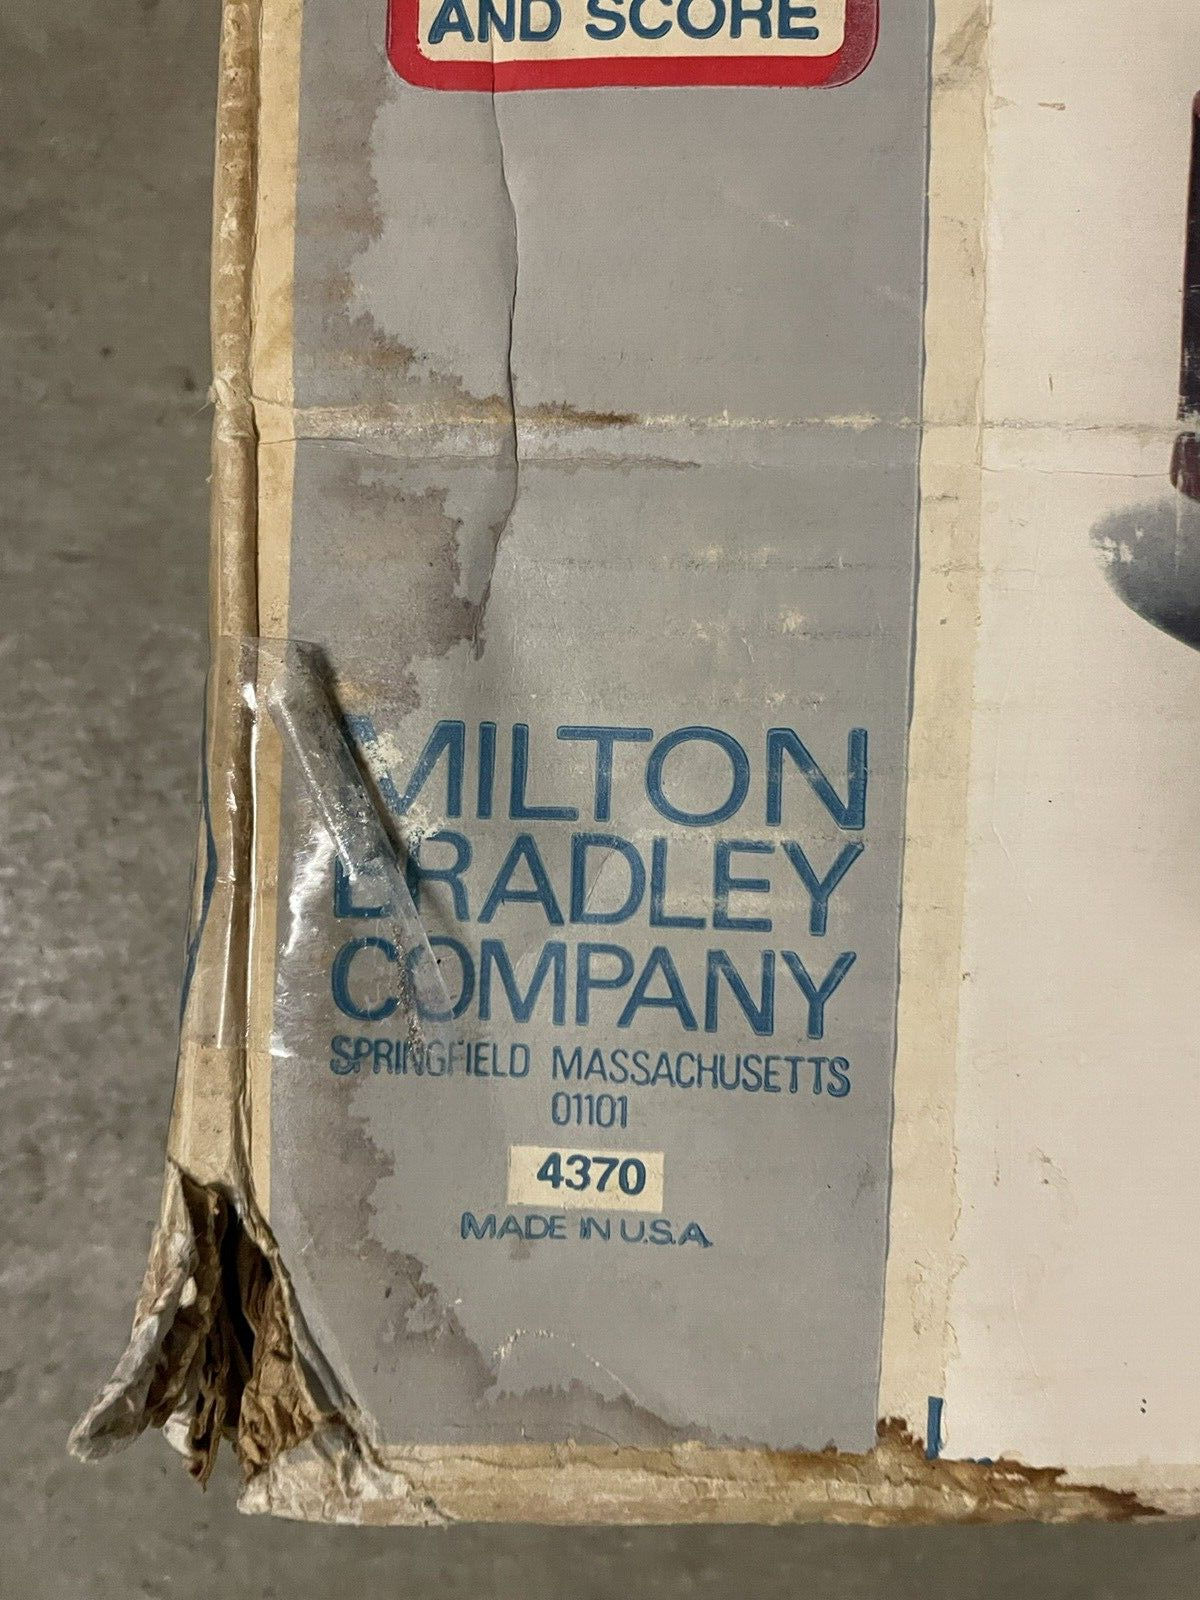 AND SCORE
MILTON
BRADLEY
COMPANY
SPRINGFIELD MASSACHUSETTS
01101
4370
MADE IN U.S.A.